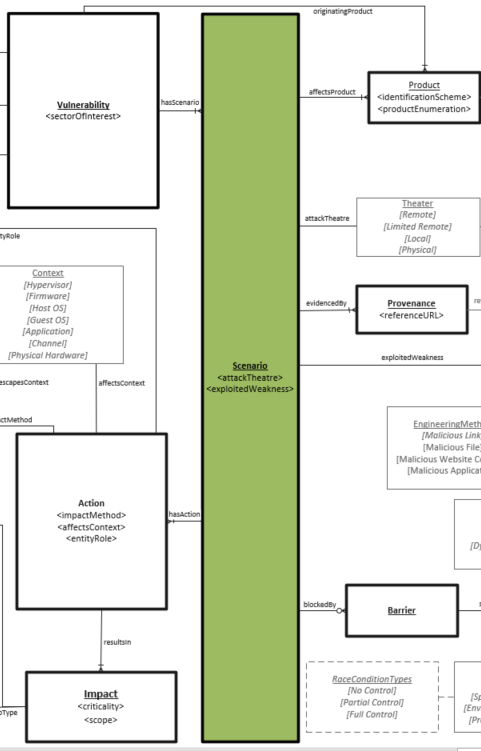 originatingProduct
Vulnerability
<sectorOfInterest>
hasScenario
affectsProduct
Product
<identificationScheme>
<productEnumeration>
attackTheatre
Theater
[Remote]
[Limited Remote]
[Local]
[Physical]
tyRole
Context
[Hypervisor]
[Firmware]
[Host OS]
[Guest OS]
[Application]
[Channel]
[Physical Hardware]
evidencedBy
Provenance
<referenceURL>
re
exploitedWeakness
Scenario
<attackTheatre>
<exploitedWeakness>
escapesContext
affectsContext
ctMethod
EngineeringMeth
[Malicious Link]
[Malicious File]
[Malicious Website Co
[Malicious Applicat
Action
<impactMethod>
<affectsContext>
<entityRole>
hasAction
[Dy
blockedBy
Barrier
resultsIn
Impact
<criticality>
<scope>
oType
RaceConditionTypes
[No Control]
[Partial Control]
[Full Control]
[Sp
[Env
[Pr